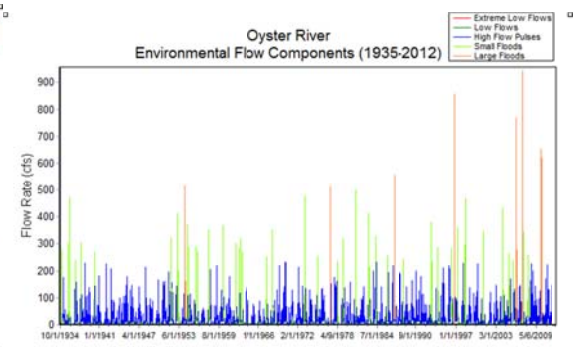 Oyster River
Environmental Flow Components (1935-2012)
Extreme Low Flows
Low Flows
High Flow Pulses
Small Floods
Large Floods
Flow Rate (cfs)
900
800
700
600
500
400
300
200
100
0
10/1/1934 1/1/1941 4/1/1947 6/1/1953 8/1/1959 10/1/1966 2/1/1972 4/9/1978 7/1/1984 9/1/1990 1/1/1997 3/1/2003 5/6/2009